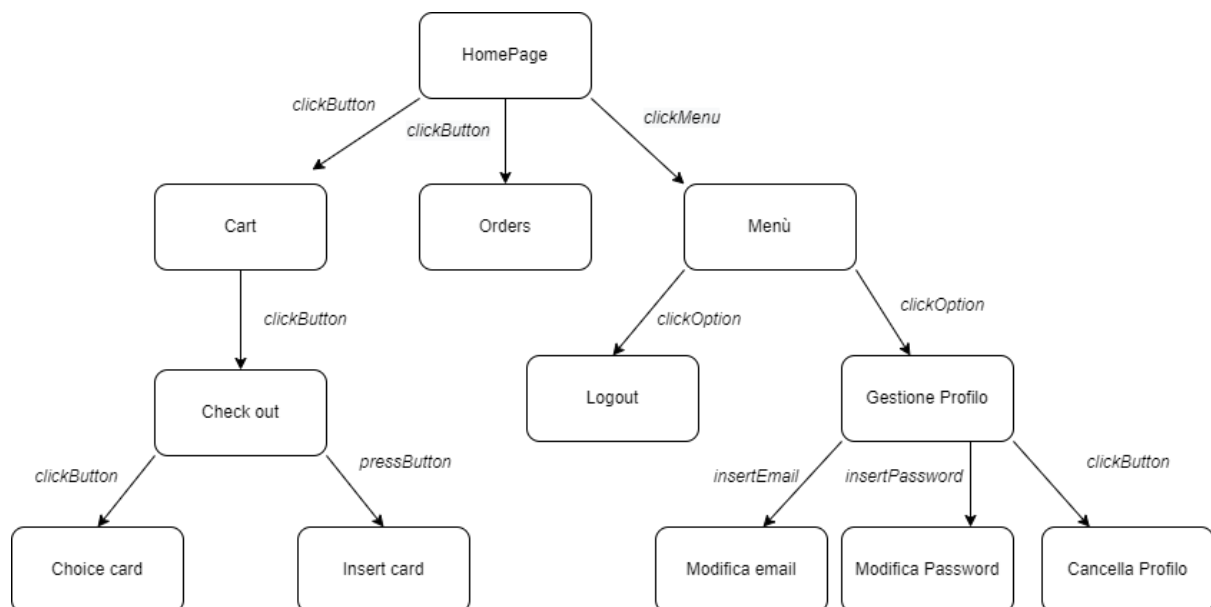 HomePage
clickButton
clickButton
clickMenu
Cart
Orders
Menù
clickButton
clickOption
clickOption
Check out
Logout
Gestione Profilo
clickButton
pressButton
insertEmail
insertPassword
clickButton
Choice card
Insert card
Modifica email
Modifica Password
Cancella Profilo